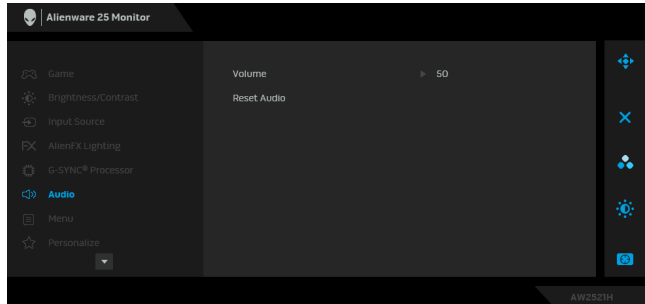 Alienware 25 Monitor
Game
Brightness/Contrast
Input Source
FX AlienFX Lighting
G-SYNC® Processor
Audio
Menu
Personalize
Volume 50
Reset Audio
AW2521H